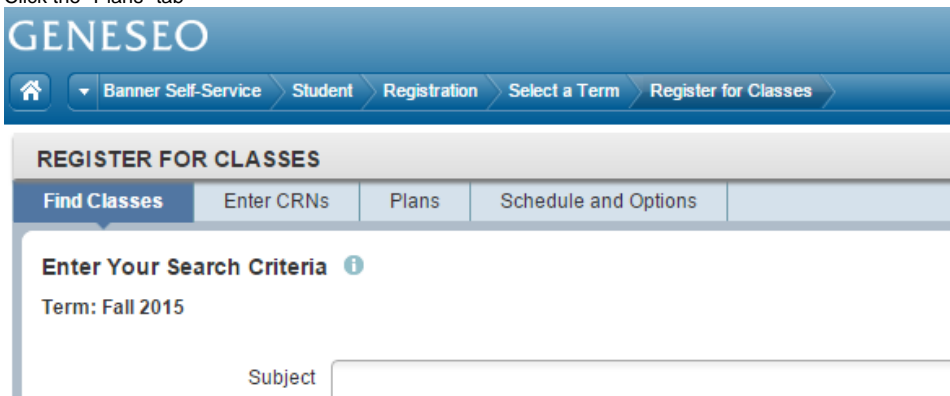 Click the "Plans" tab
GENESEO
Banner Self-Service Student Registration Select a Term Register for Classes
REGISTER FOR CLASSES
Find Classes Enter CRNs Plans Schedule and Options
Enter Your Search Criteria
Term: Fall 2015
Subject